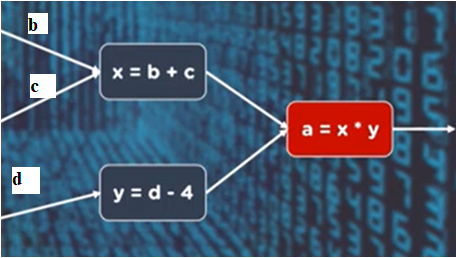 b
x = b + c
c
a = x * y
d
y = d - 4